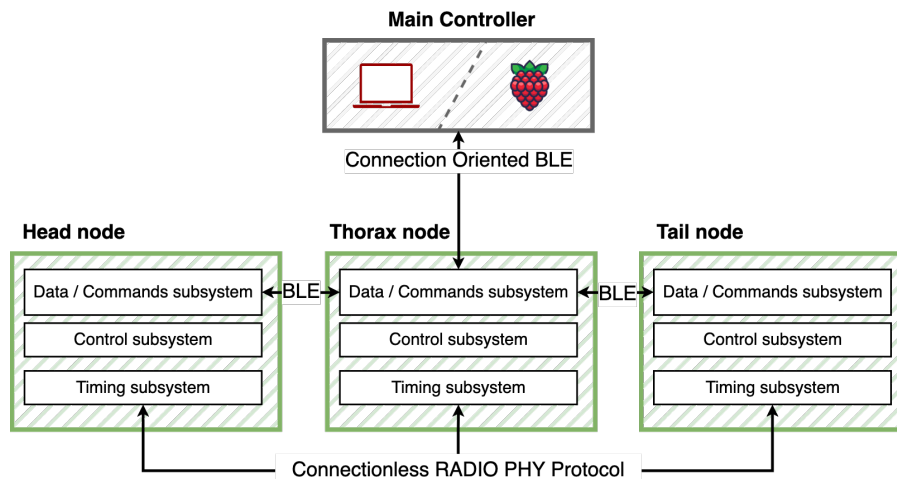 Main Controller
Connection Oriented BLE
Head node
Thorax node
Tail node
Data / Commands subsystem
BLE
Data / Commands subsystem
BLE
Data / Commands subsystem
Control subsystem
Control subsystem
Control subsystem
Timing subsystem
Timing subsystem
Timing subsystem
Connectionless RADIO PHY Protocol